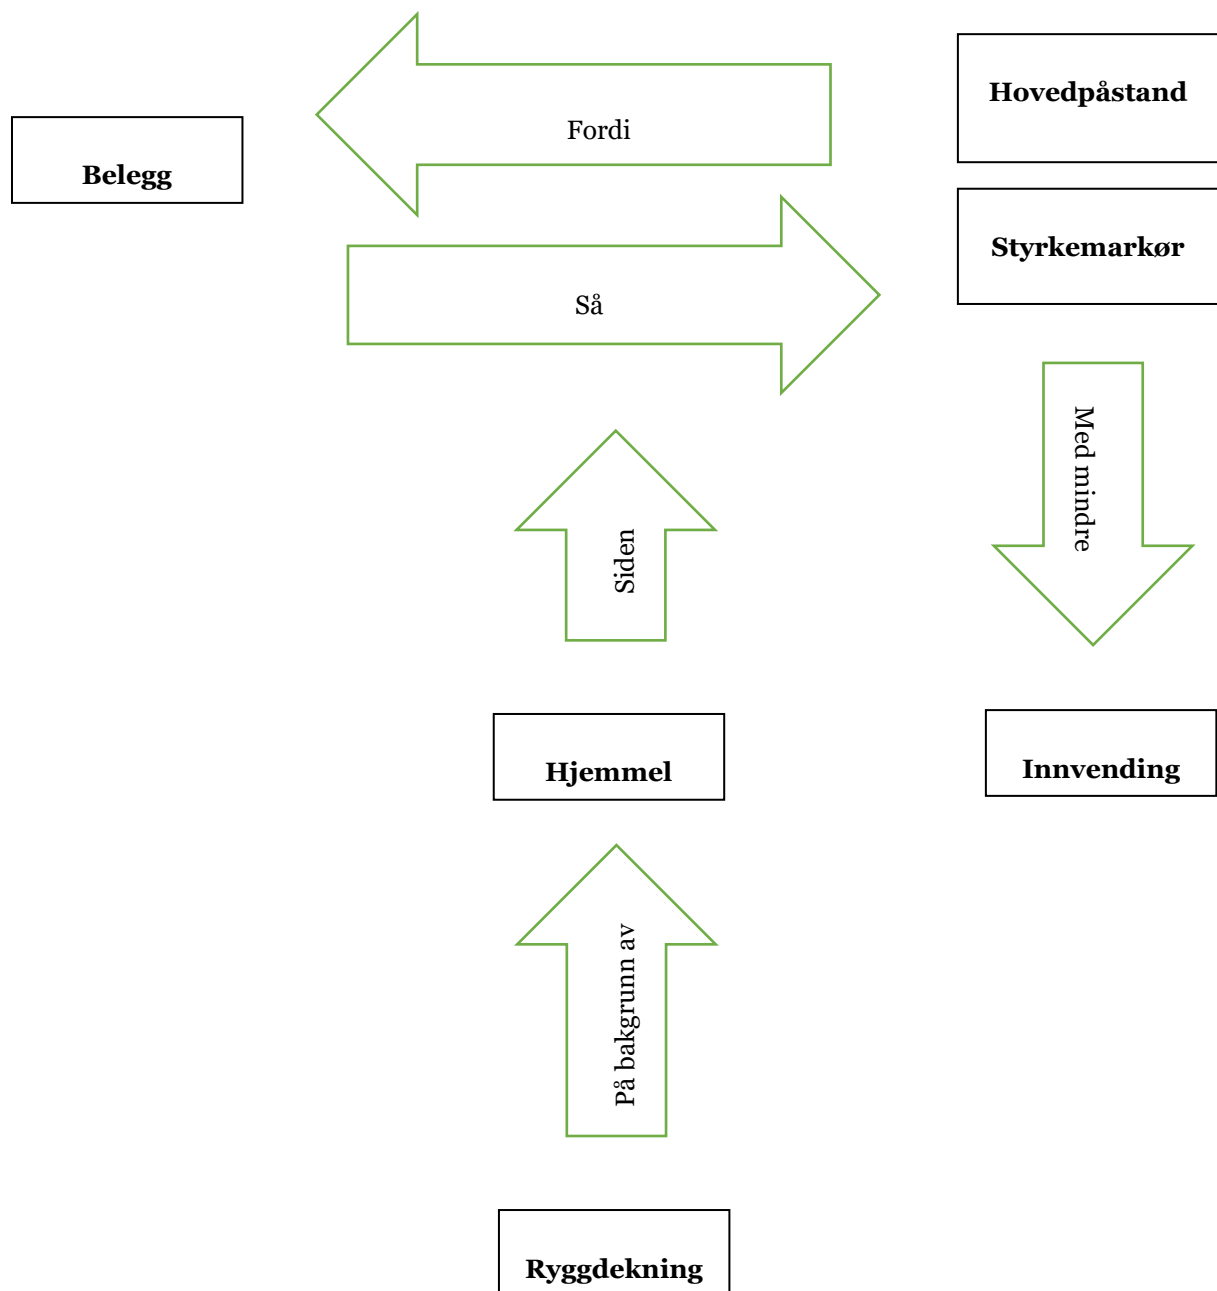 Hovedpåstand
Fordi
Belegg
Styrkemarkør
Så
Med mindre
Siden
Hjemmel
Innvending
På bakgrunn av
Ryggdekning